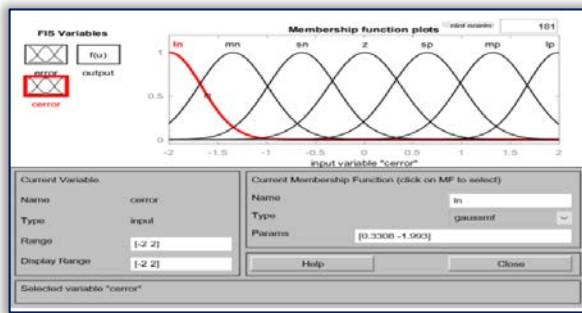 FIS Variables
Membership function plots
plot points
181
f(u)
error
output
cerror
ln
mn
sn
z
sp
mp
lp
1
0.5
0
-2
-1.5
-1
-0.5
0
0.5
1
1.5
2
input variable "cerror"
Current Variable
Name
cerror
Type
input
Range
[-2 2]
Display Range
[-2 2]
Current Membership Function (click on MF to select)
Name
ln
Type
gaussmf
Params
[0.3308 -1.993]
Help
Close
Selected variable "cerror"